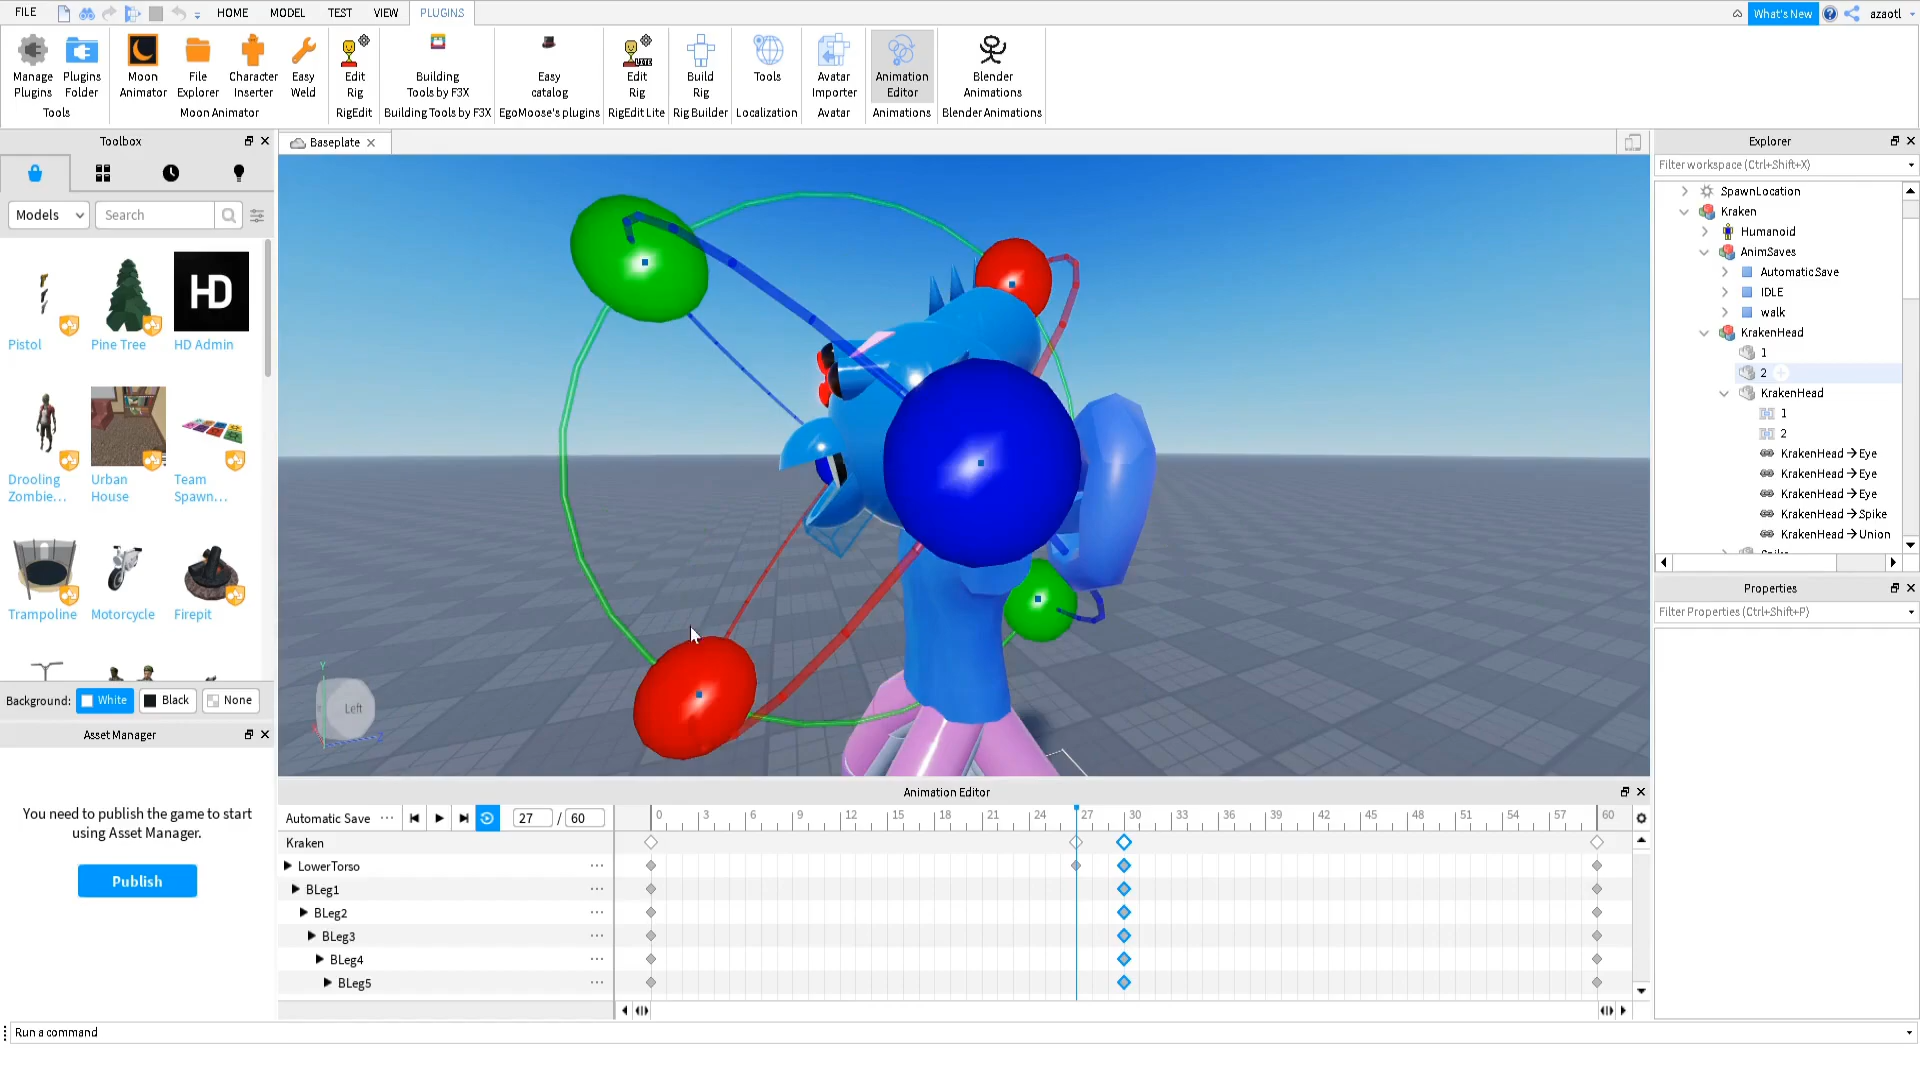 FILE HOME MODEL TEST VIEW PLUGINS What's New azaotl
Manage Plugins
Plugins Folder
Moon Animator
File Explorer
Character Inserter
Easy Weld
Edit Rig
Building Tools by F3X
Easy catalog
Edit Rig
Build Rig
Tools
Avatar Importer
Animation Editor
Blender Animations
Tools Moon Animator RigEdit Building Tools by F3X EgoMoose's plugins RigEdit Lite Rig Builder Localization Avatar Animations Blender Animations
Toolbox
Models Search
HD
Pistol Pine Tree HD Admin
Drooling Zombie...
Urban House
Team Spawn...
Trampoline Motorcycle Firepit
Background: White Black None
Asset Manager
You need to publish the game to start
using Asset Manager.
Publish
Baseplate
LITE
Y
Left
Explorer
Filter workspace (Ctrl+Shift+X)
SpawnLocation
Kraken
Humanoid
AnimSaves
Automatic Save
IDLE
walk
KrakenHead
1
2
KrakenHead
1
2
KrakenHead → Eye
KrakenHead → Eye
KrakenHead → Eye
KrakenHead → Spike
KrakenHead → Union
Properties
Filter Properties (Ctrl+Shift+P)
Animation Editor
Automatic Save ··· 27 / 60
0 3 6 9 12 15 18 21 24 27 30 33 36 39 42 45 48 51 54 57 60
Kraken
LowerTorso ···
BLeg1 ···
BLeg2 ···
BLeg3 ···
BLeg4 ···
BLeg5 ···
Run a command